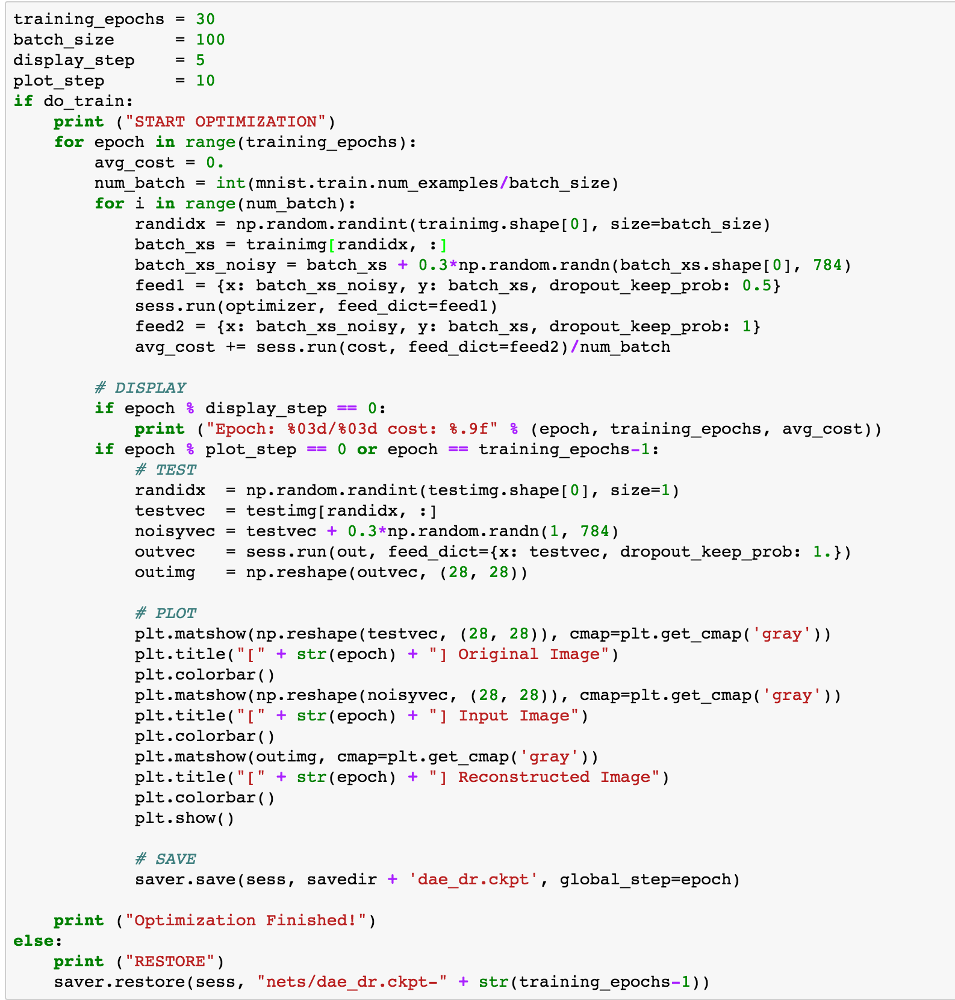 training_epochs = 30
batch_size      = 100
display_step    = 5
plot_step       = 10
if do_train:
    print ("START OPTIMIZATION")
    for epoch in range(training_epochs):
        avg_cost = 0.
        num_batch = int(mnist.train.num_examples/batch_size)
        for i in range(num_batch):
            randidx = np.random.randint(trainimg.shape[0], size=batch_size)
            batch_xs = trainimg[randidx, :]
            batch_xs_noisy = batch_xs + 0.3*np.random.randn(batch_xs.shape[0], 784)
            feed1 = {x: batch_xs_noisy, y: batch_xs, dropout_keep_prob: 0.5}
            sess.run(optimizer, feed_dict=feed1)
            feed2 = {x: batch_xs_noisy, y: batch_xs, dropout_keep_prob: 1}
            avg_cost += sess.run(cost, feed_dict=feed2)/num_batch

        # DISPLAY
        if epoch % display_step == 0:
            print ("Epoch: %03d/%03d cost: %.9f" % (epoch, training_epochs, avg_cost))
        if epoch % plot_step == 0 or epoch == training_epochs-1:
            # TEST
            randidx  = np.random.randint(testimg.shape[0], size=1)
            testvec  = testimg[randidx, :]
            noisyvec = testvec + 0.3*np.random.randn(1, 784)
            outvec   = sess.run(out, feed_dict={x: testvec, dropout_keep_prob: 1.})
            outimg   = np.reshape(outvec, (28, 28))

            # PLOT
            plt.matshow(np.reshape(testvec, (28, 28)), cmap=plt.get_cmap('gray'))
            plt.title("[" + str(epoch) + "] Original Image")
            plt.colorbar()
            plt.matshow(np.reshape(noisyvec, (28, 28)), cmap=plt.get_cmap('gray'))
            plt.title("[" + str(epoch) + "] Input Image")
            plt.colorbar()
            plt.matshow(outimg, cmap=plt.get_cmap('gray'))
            plt.title("[" + str(epoch) + "] Reconstructed Image")
            plt.colorbar()
            plt.show()

            # SAVE
            saver.save(sess, savedir + 'dae_dr.ckpt', global_step=epoch)

    print ("Optimization Finished!")
else:
    print ("RESTORE")
    saver.restore(sess, "nets/dae_dr.ckpt-" + str(training_epochs-1))